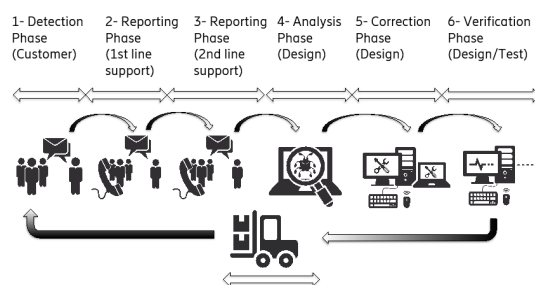 1- Detection
Phase
(Customer)
2- Reporting
Phase
(1st line
support)
3- Reporting
Phase
(2nd line
support)
4- Analysis
Phase
(Design)
5- Correction
Phase
(Design)
6- Verification
Phase
(Design/Test)